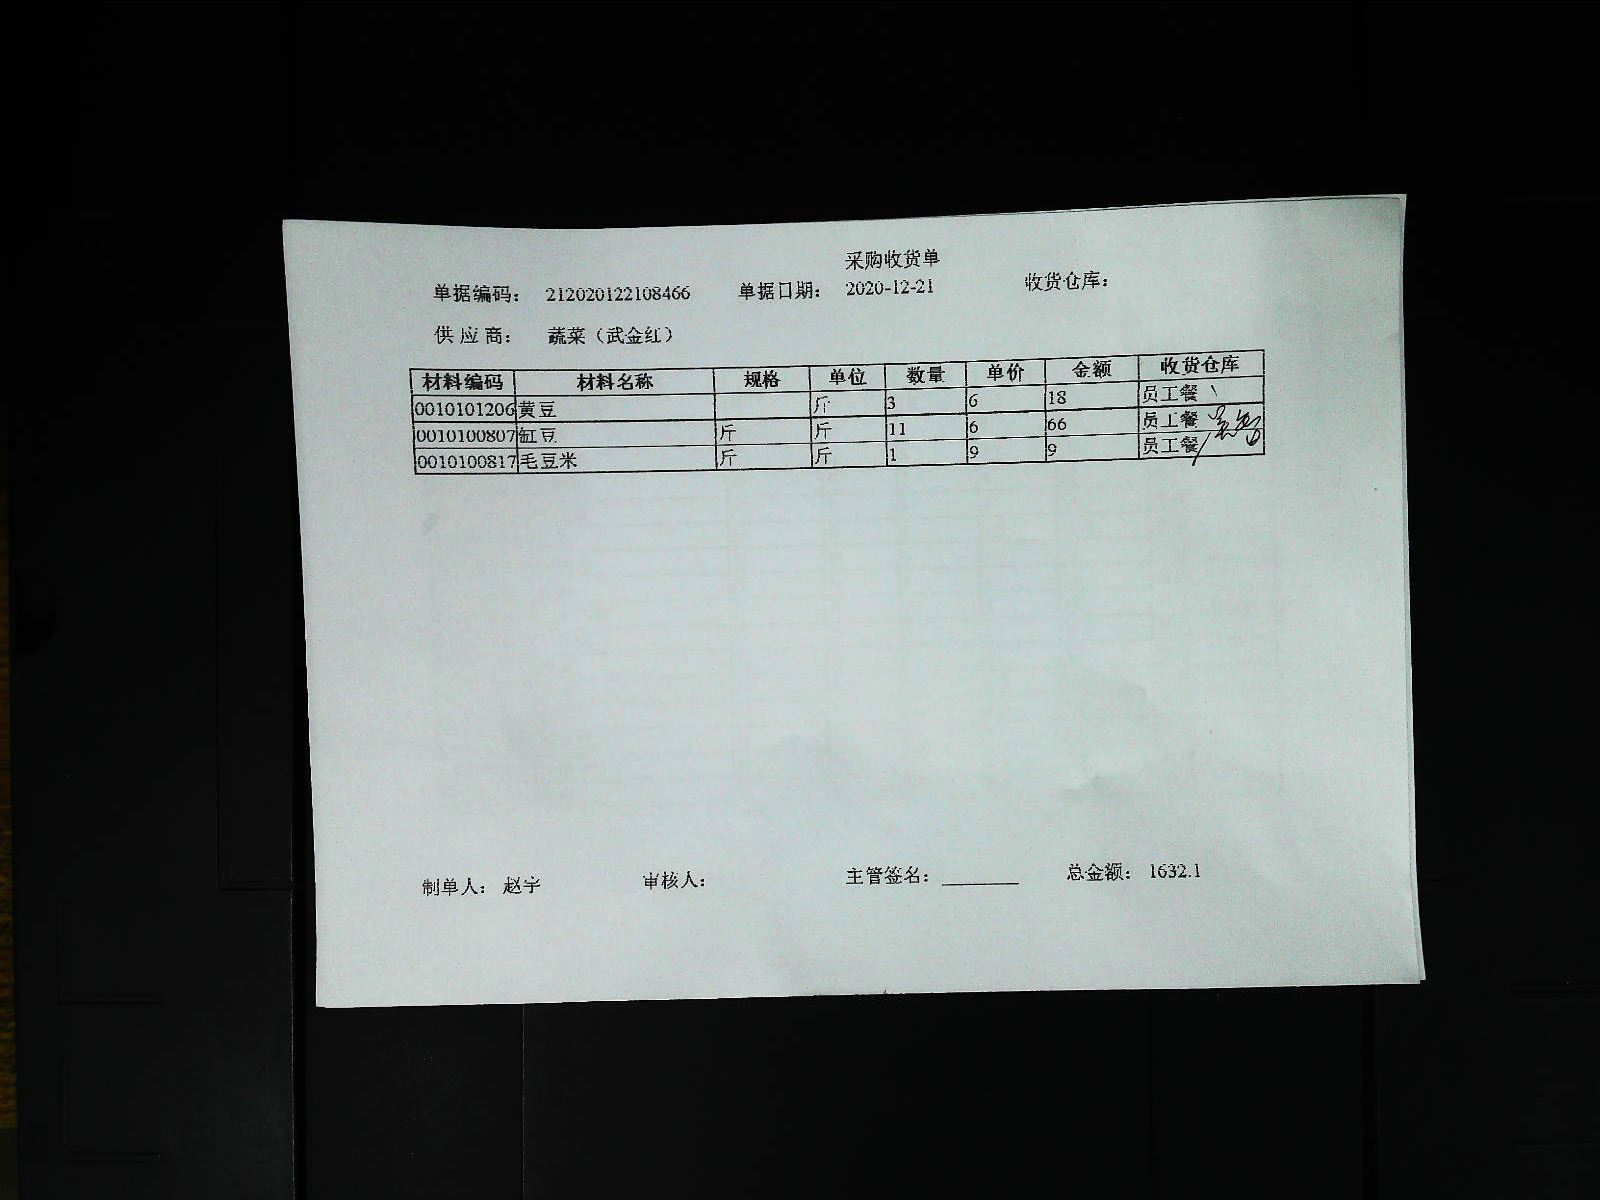 采购收货单
单据编码: 212020122108466 单据日期: 2020-12-21 收货仓库:
供应商: 蔬菜（武金红）
材料编码 材料名称 规格 单位 数量 单价 金额 收货仓库
0010101206 黄豆 斤 3 6 18 员工餐
0010100807 缸豆 斤 斤 11 6 66 员工餐
0010100817 毛豆米 斤 斤 1 9 9 员工餐
制单人: 赵宇 审核人: 主管签名: ________ 总金额: 1632.1